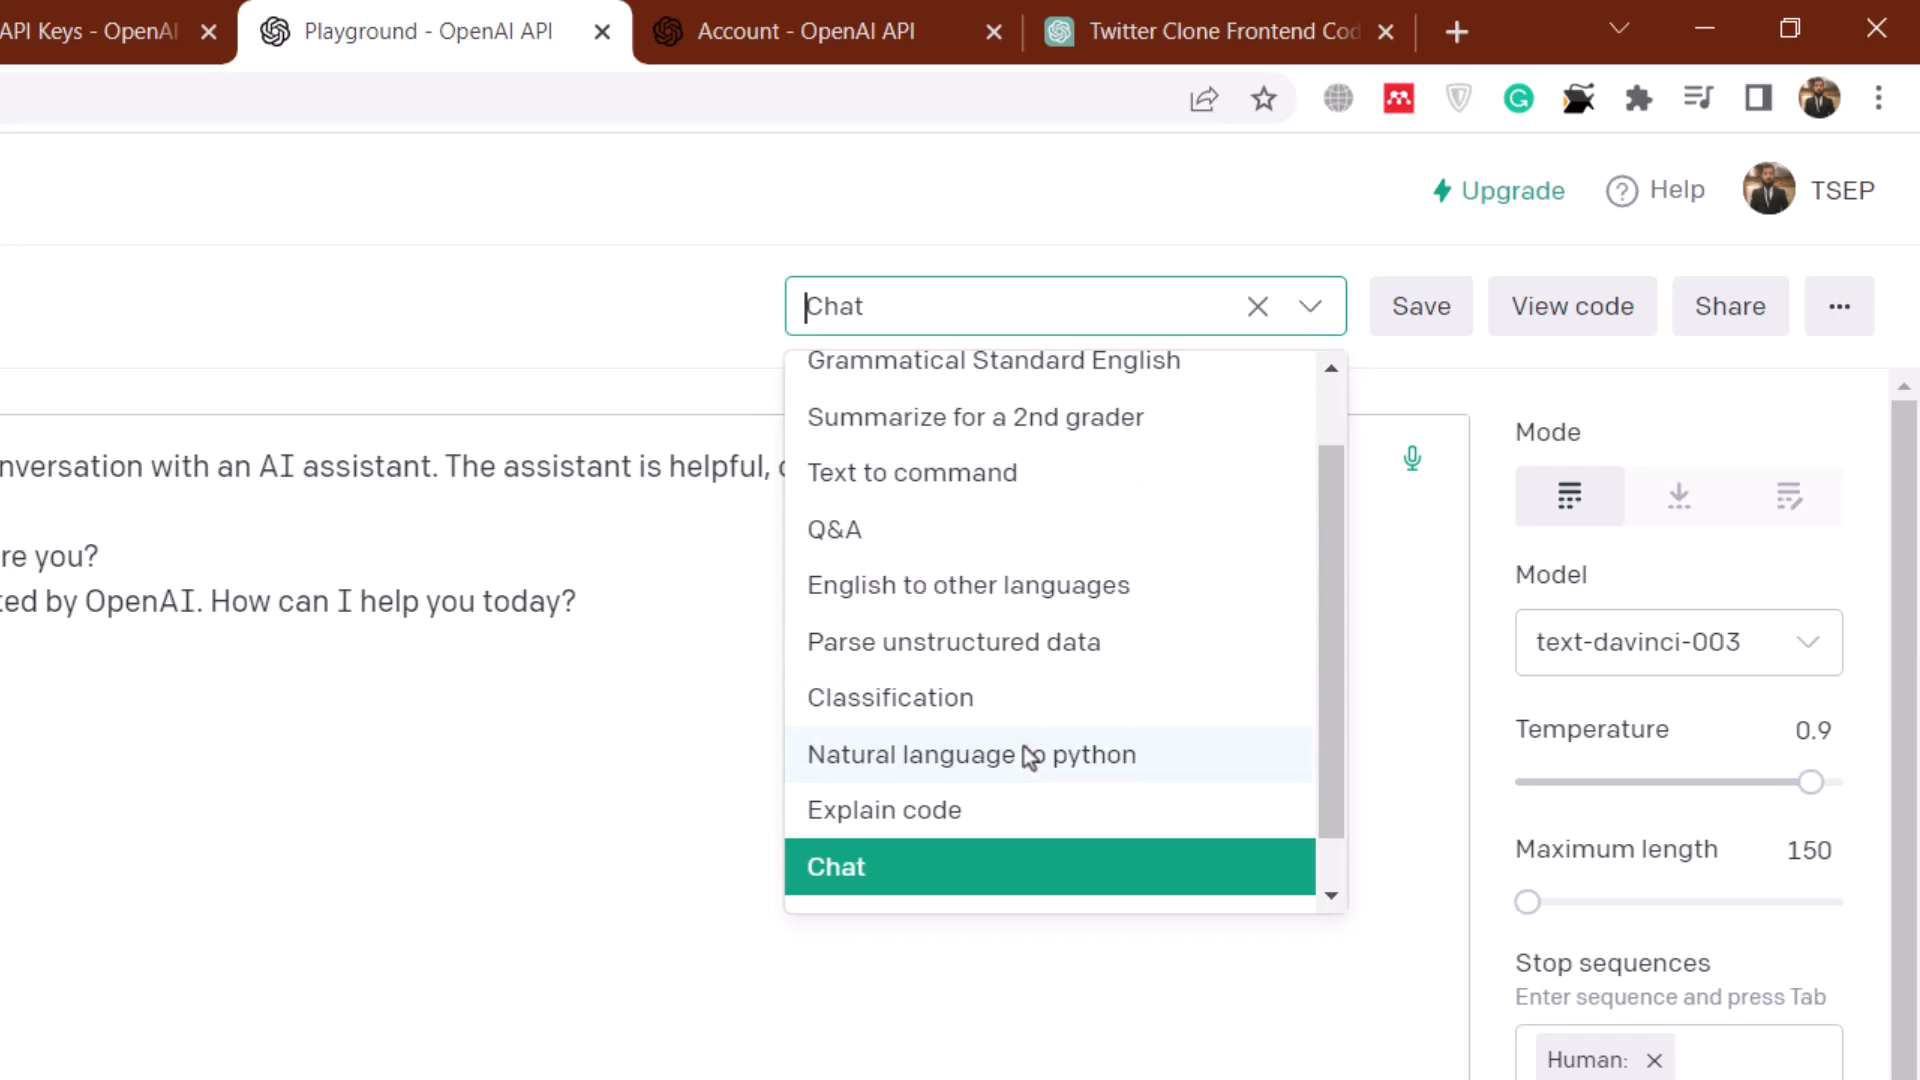 API Keys - OpenAI
Playground - OpenAI API
Account - OpenAI API
Twitter Clone Frontend Cod
Upgrade
Help
TSEP
Chat
Save
View code
Share
Grammatical Standard English
Summarize for a 2nd grader
Text to command
Q&A
English to other languages
Parse unstructured data
Classification
Natural language to python
Explain code
Chat
nversation with an AI assistant. The assistant is helpful,
re you?
ted by OpenAI. How can I help you today?
Mode
Model
text-davinci-003
Temperature 0.9
Maximum length 150
Stop sequences
Enter sequence and press Tab
Human: